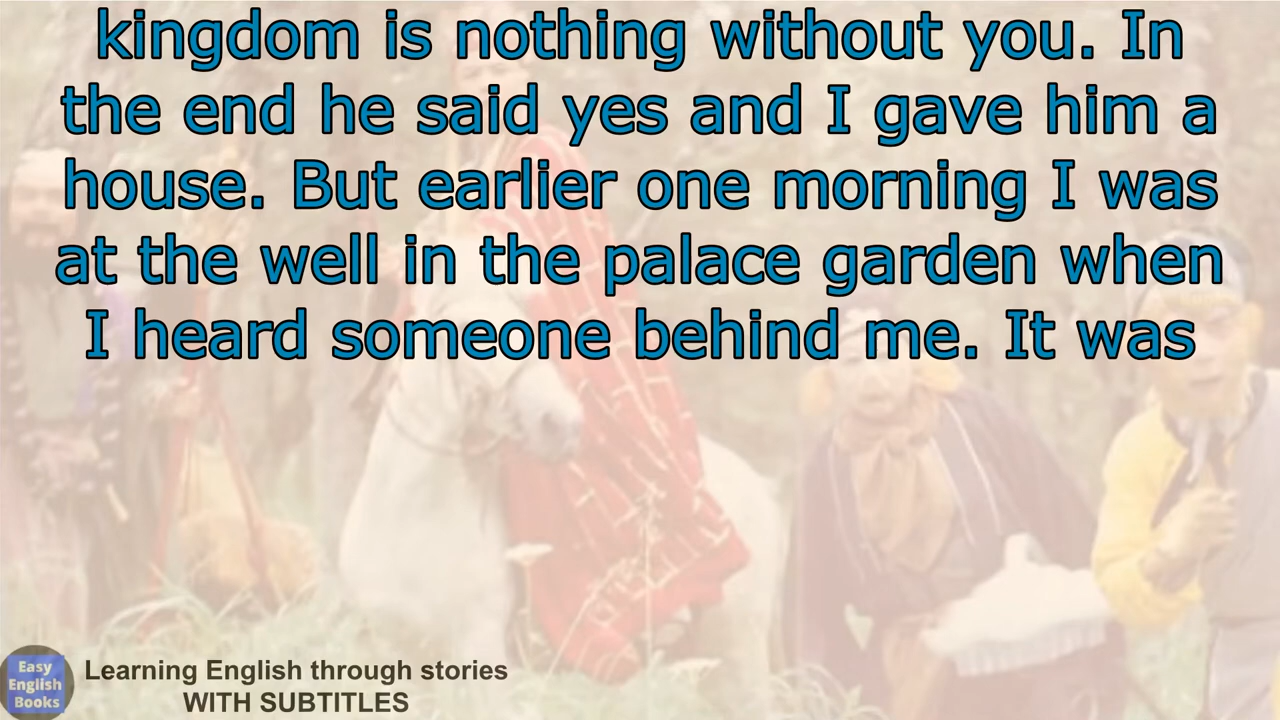 kingdom is nothing without you. In
the end he said yes and I gave him a
house. But earlier one morning I was
at the well in the palace garden when
I heard someone behind me. It was
Easy
English
Books
Learning English through stories
WITH SUBTITLES